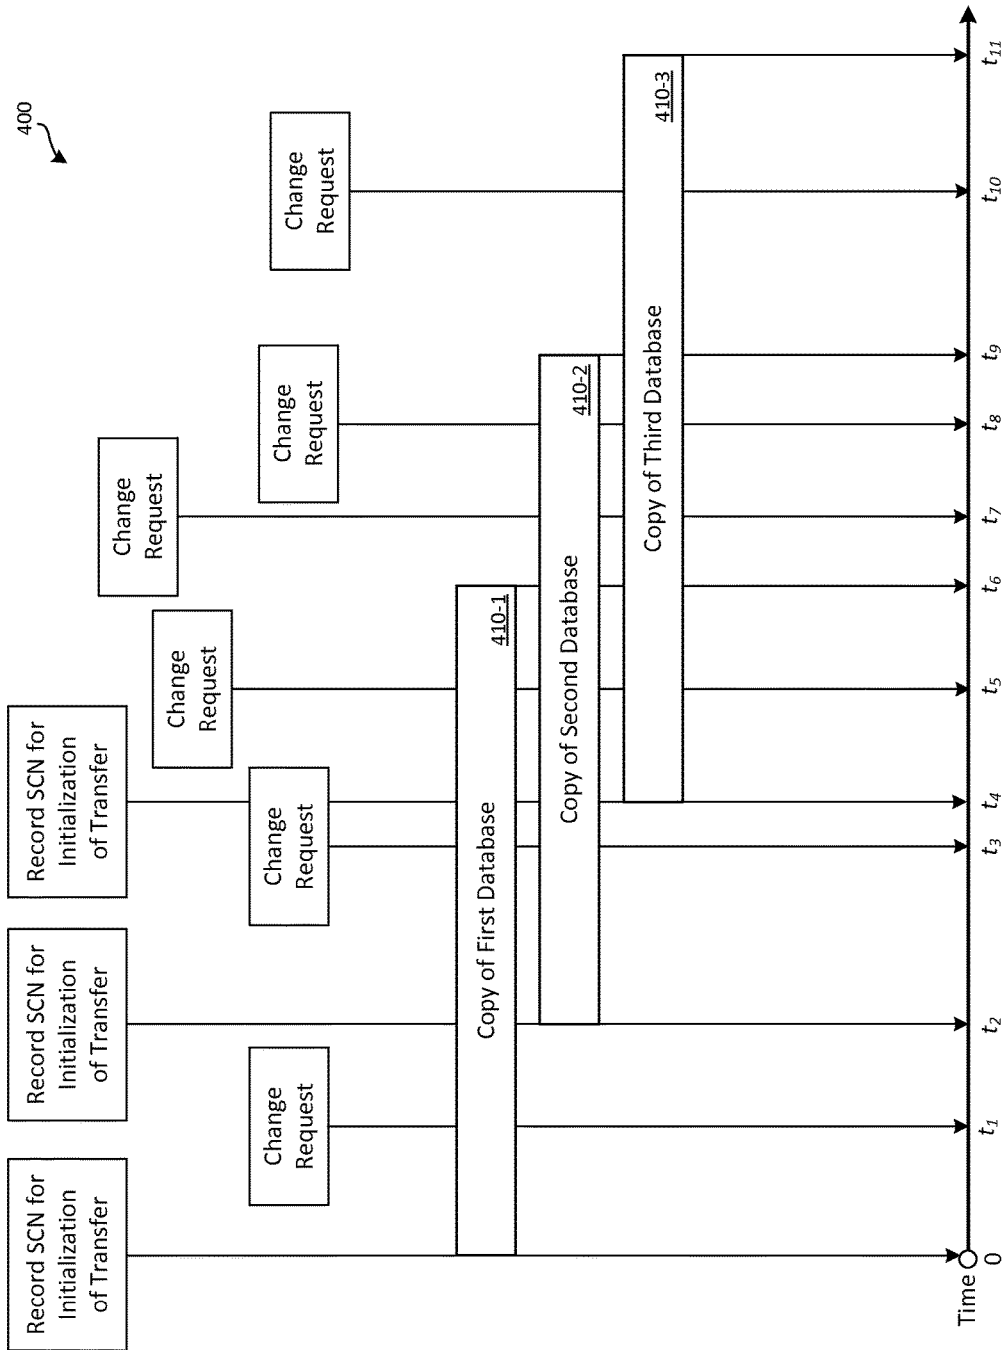 400
Record SCN for
Initialization
of Transfer
Record SCN for
Initialization
of Transfer
Record SCN for
Initialization
of Transfer
Change
Request
Change
Request
Change
Request
Change
Request
Change
Request
Change
Request
Copy of First Database
410-1
Copy of Second Database
410-2
Copy of Third Database
410-3
Time
0
t1
t2
t3
t4
t5
t6
t7
t8
t9
t10
t11